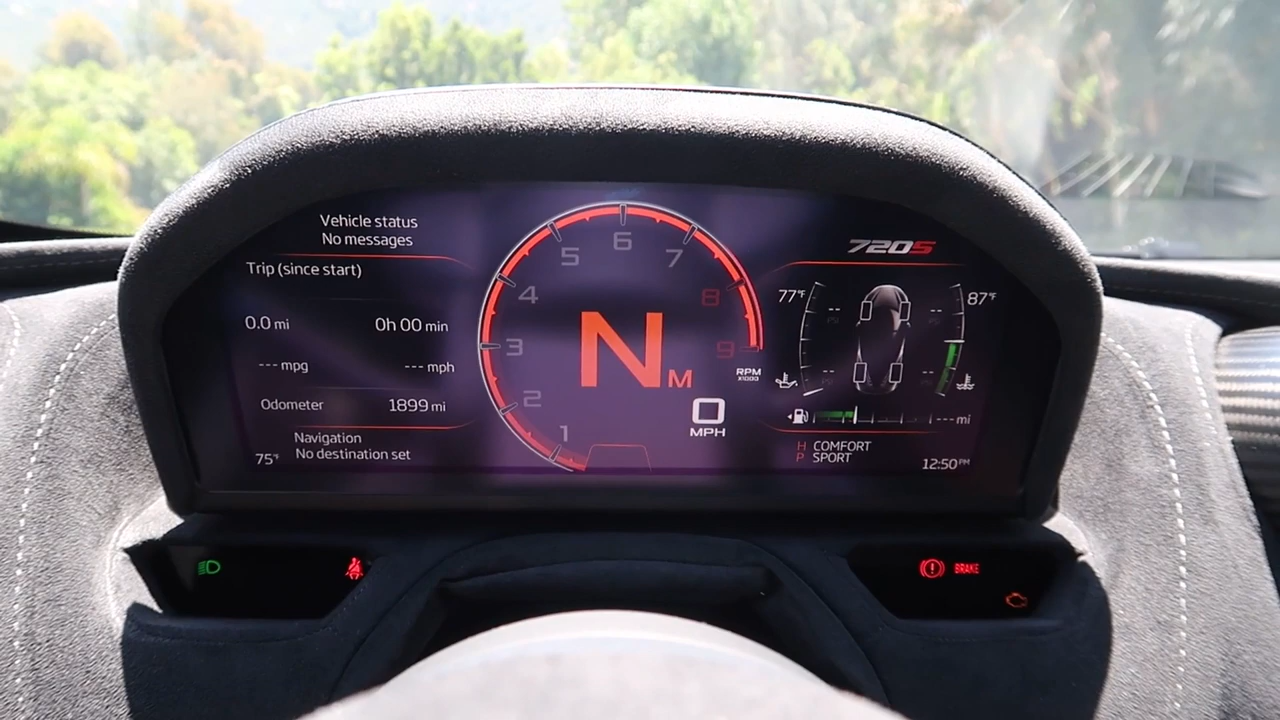 Vehicle status
No messages
Trip (since start)
0.0 mi 0h 00 min
--- mpg --- mph
Odometer 1899 mi
Navigation
No destination set
75°F
1
2
3
4
5
6
7
8
9
RPM
X1000
N M
0
MPH
720S
77°F 87°F
-- --
--- mi
H COMFORT
P SPORT
12:50 PM
BRAKE